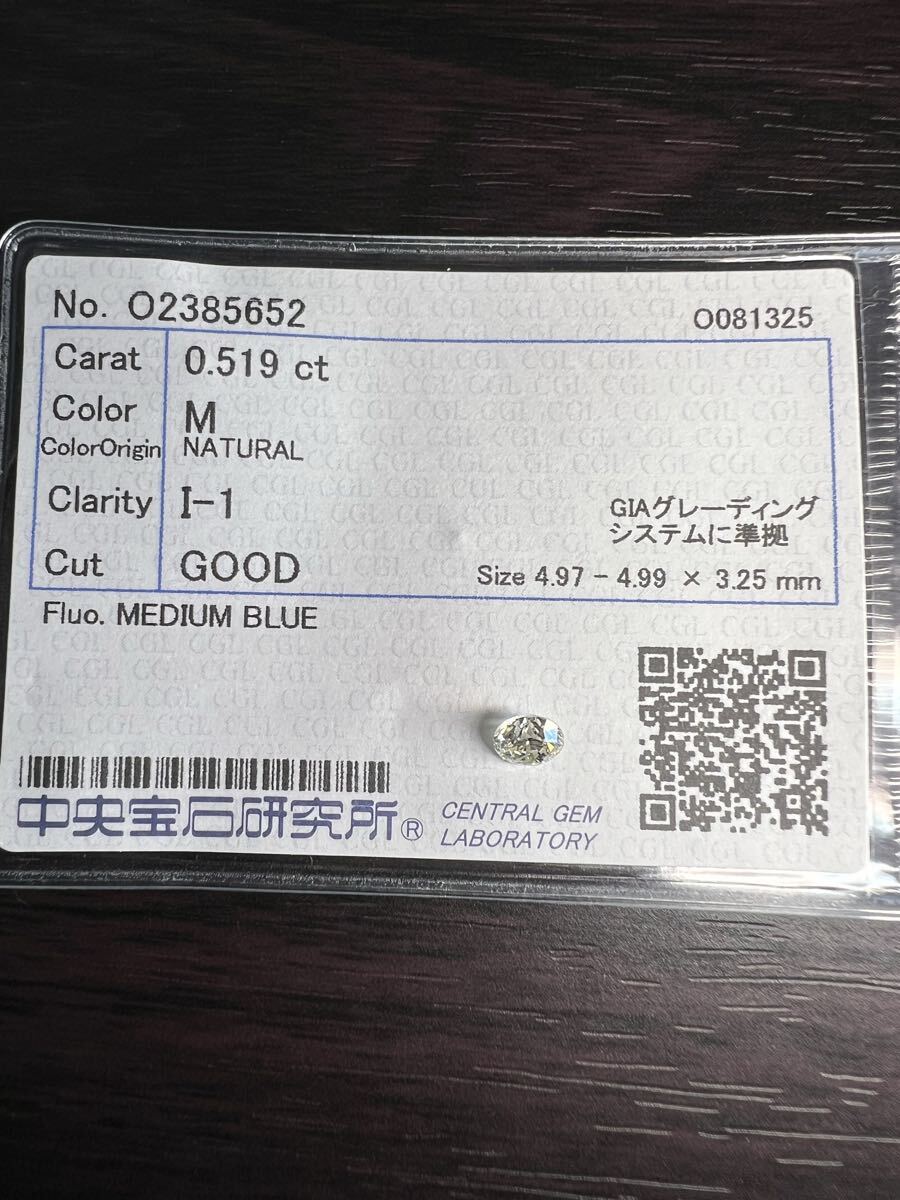 No. O2385652
O081325
Carat 0.519 ct
Color M
ColorOrigin NATURAL
Clarity I-1
GIAグレーディング
システムに準拠
Cut GOOD
Size 4.97 - 4.99 × 3.25 mm
Fluo. MEDIUM BLUE
中央宝石研究所®
CENTRAL GEM
LABORATORY